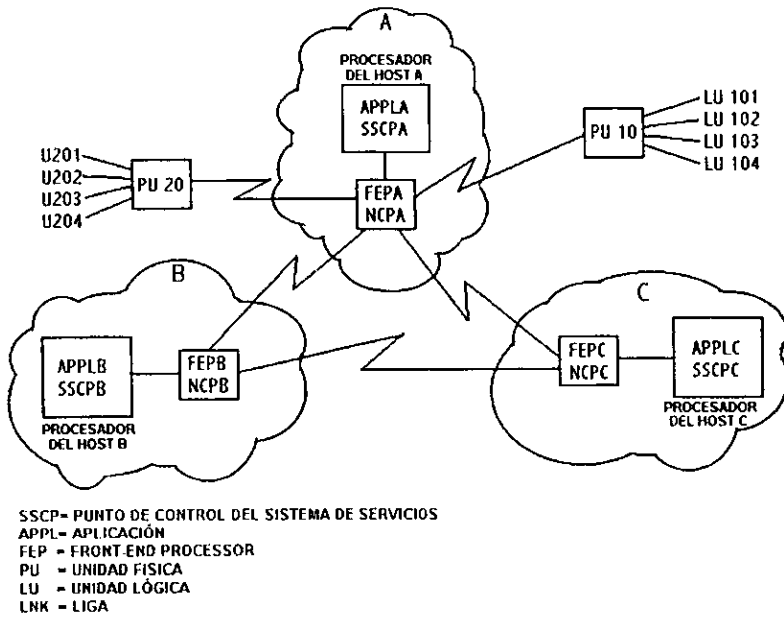 A
PROCESADOR
DEL HOST A
APPLA
SSCPA
LU 101
LU 102
LU 103
LU 104
PU 10
U201
U202
U203
U204
PU 20
FEPA
NCPA
B
C
APPLB
SSCPB
FEPB
NCPB
FEPC
NCPC
APPLC
SSCPC
PROCESADOR
DEL HOST B
PROCESADOR
DEL HOST C
SSCP= PUNTO DE CONTROL DEL SISTEMA DE SERVICIOS
APPL= APLICACIÓN
FEP = FRONT-END PROCESSOR
PU = UNIDAD FISICA
LU = UNIDAD LÓGICA
LNK = LIGA